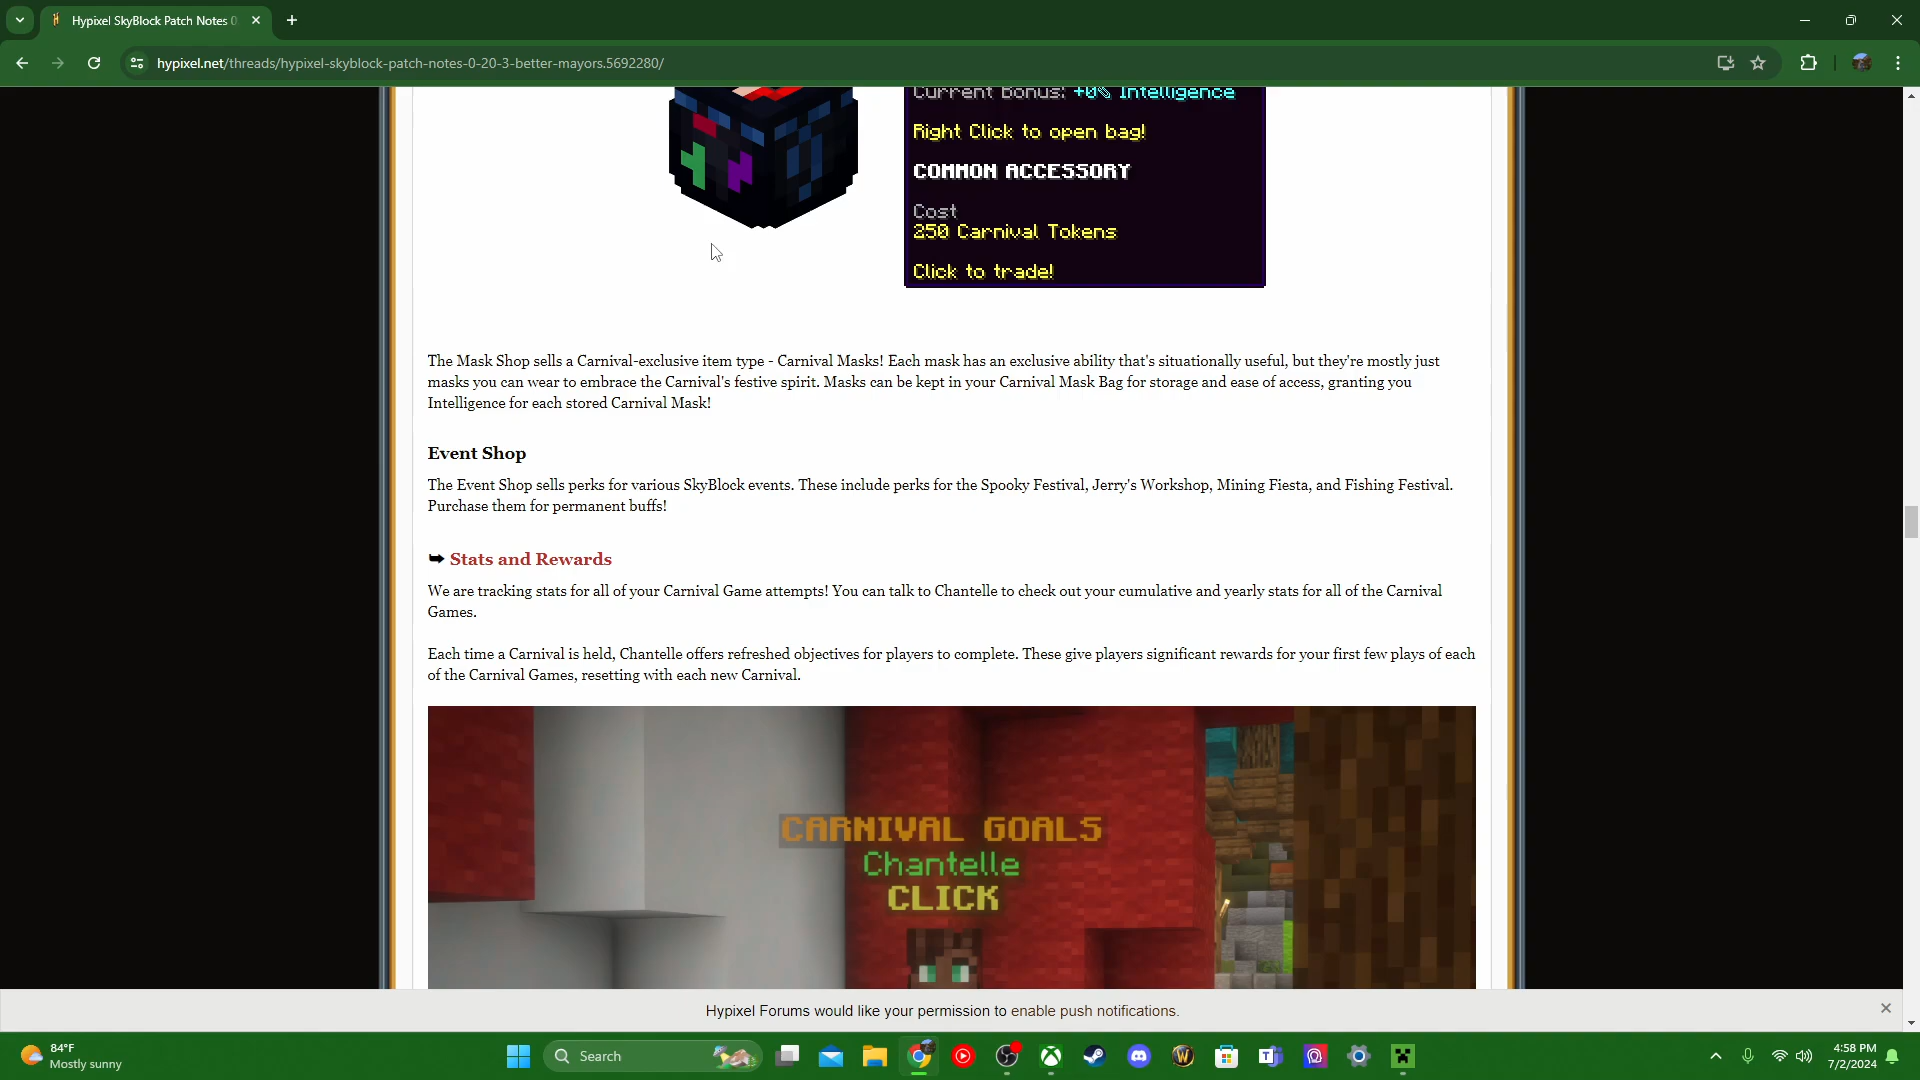 Hypixel SkyBlock Patch Notes 0
hypixel.net/threads/hypixel-skyblock-patch-notes-0-20-3-better-mayors.5692280/
Current Bonus: +0% Intelligence
Right Click to open bag!
COMMON ACCESSORY
Cost
250 Carnival Tokens
Click to trade!
The Mask Shop sells a Carnival-exclusive item type - Carnival Masks! Each mask has an exclusive ability that's situationally useful, but they're mostly just
masks you can wear to embrace the Carnival's festive spirit. Masks can be kept in your Carnival Mask Bag for storage and ease of access, granting you
Intelligence for each stored Carnival Mask!
Event Shop
The Event Shop sells perks for various SkyBlock events. These include perks for the Spooky Festival, Jerry's Workshop, Mining Fiesta, and Fishing Festival.
Purchase them for permanent buffs!
➥ Stats and Rewards
We are tracking stats for all of your Carnival Game attempts! You can talk to Chantelle to check out your cumulative and yearly stats for all of the Carnival
Games.
Each time a Carnival is held, Chantelle offers refreshed objectives for players to complete. These give players significant rewards for your first few plays of each
of the Carnival Games, resetting with each new Carnival.
CARNIVAL GOALS
Chantelle
CLICK
Hypixel Forums would like your permission to enable push notifications.
84°F
Mostly sunny
Search
4:58 PM
7/2/2024